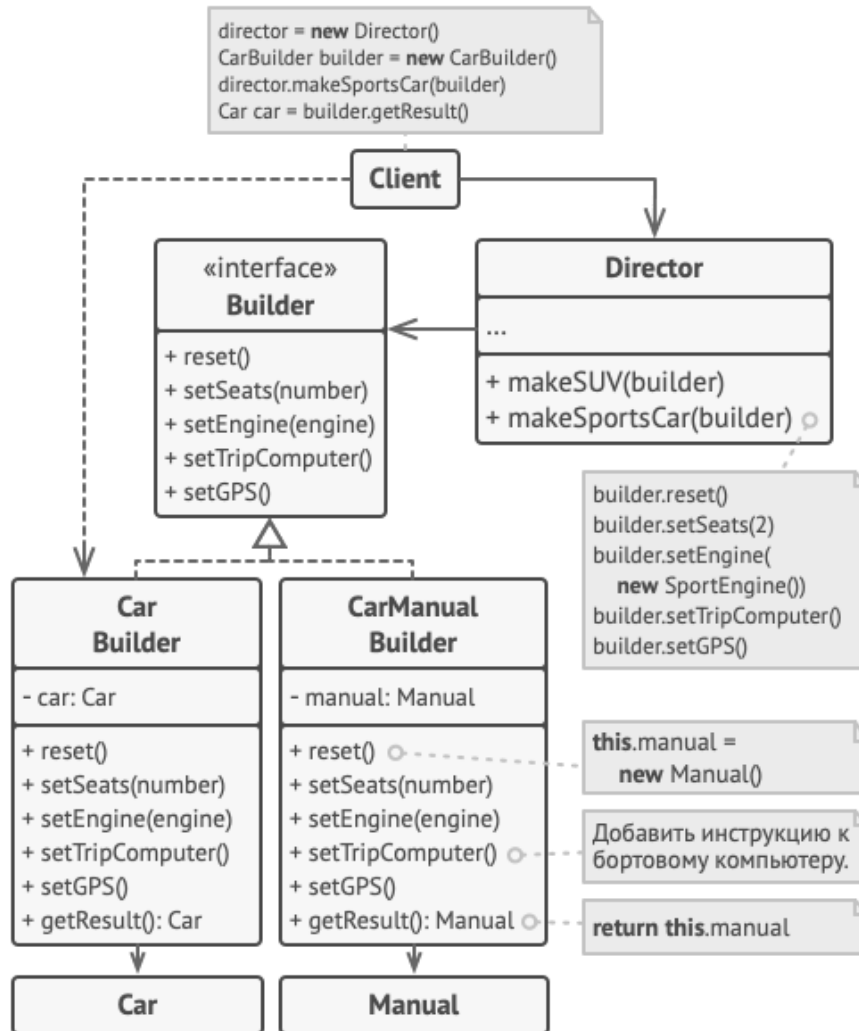 director = new Director()
CarBuilder builder = new CarBuilder()
director.makeSportsCar(builder)
Car car = builder.getResult()
Client
«interface»
Builder
+ reset()
+ setSeats(number)
+ setEngine(engine)
+ setTripComputer()
+ setGPS()
Director
...
+ makeSUV(builder)
+ makeSportsCar(builder)
builder.reset()
builder.setSeats(2)
builder.setEngine(
new SportEngine())
builder.setTripComputer()
builder.setGPS()
Car
Builder
- car: Car
+ reset()
+ setSeats(number)
+ setEngine(engine)
+ setTripComputer()
+ setGPS()
+ getResult(): Car
CarManual
Builder
- manual: Manual
+ reset()
+ setSeats(number)
+ setEngine(engine)
+ setTripComputer()
+ setGPS()
+ getResult(): Manual
this.manual =
new Manual()
Добавить инструкцию к
бортовому компьютеру.
return this.manual
Car
Manual